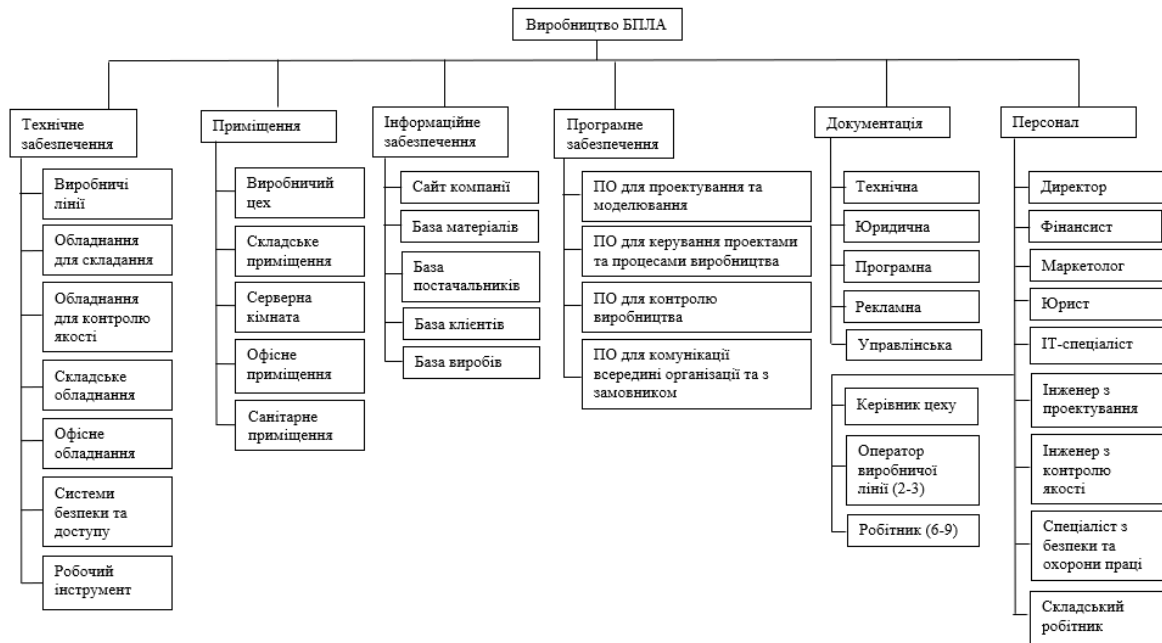 Виробництво БПЛА
Технічне
забезпечення
Виробничі
лінії
Обладнання
для складання
Обладнання
для контролю
якості
Складське
обладнання
Офісне
обладнання
Системи
безпеки та
доступу
Робочий
інструмент
Приміщення
Виробничий
цех
Складське
приміщення
Серверна
кімната
Офісне
приміщення
Санітарне
приміщення
Інформаційне
забезпечення
Сайт компанії
База матеріалів
База
постачальників
База клієнтів
База виробів
Програмне
забезпечення
ПО для проектування та
моделювання
ПО для керування проектами
та процесами виробництва
ПО для контролю
виробництва
ПО для комунікації
всередині організації та з
замовником
Документація
Технічна
Юридична
Програмна
Рекламна
Управлінська
Персонал
Директор
Фінансист
Маркетолог
Юрист
ІТ-спеціаліст
Інженер з
проектування
Інженер з
контролю
якості
Спеціаліст з
безпеки та
охорони праці
Складський
робітник
Керівник цеху
Оператор
виробничої
лінії (2-3)
Робітник (6-9)